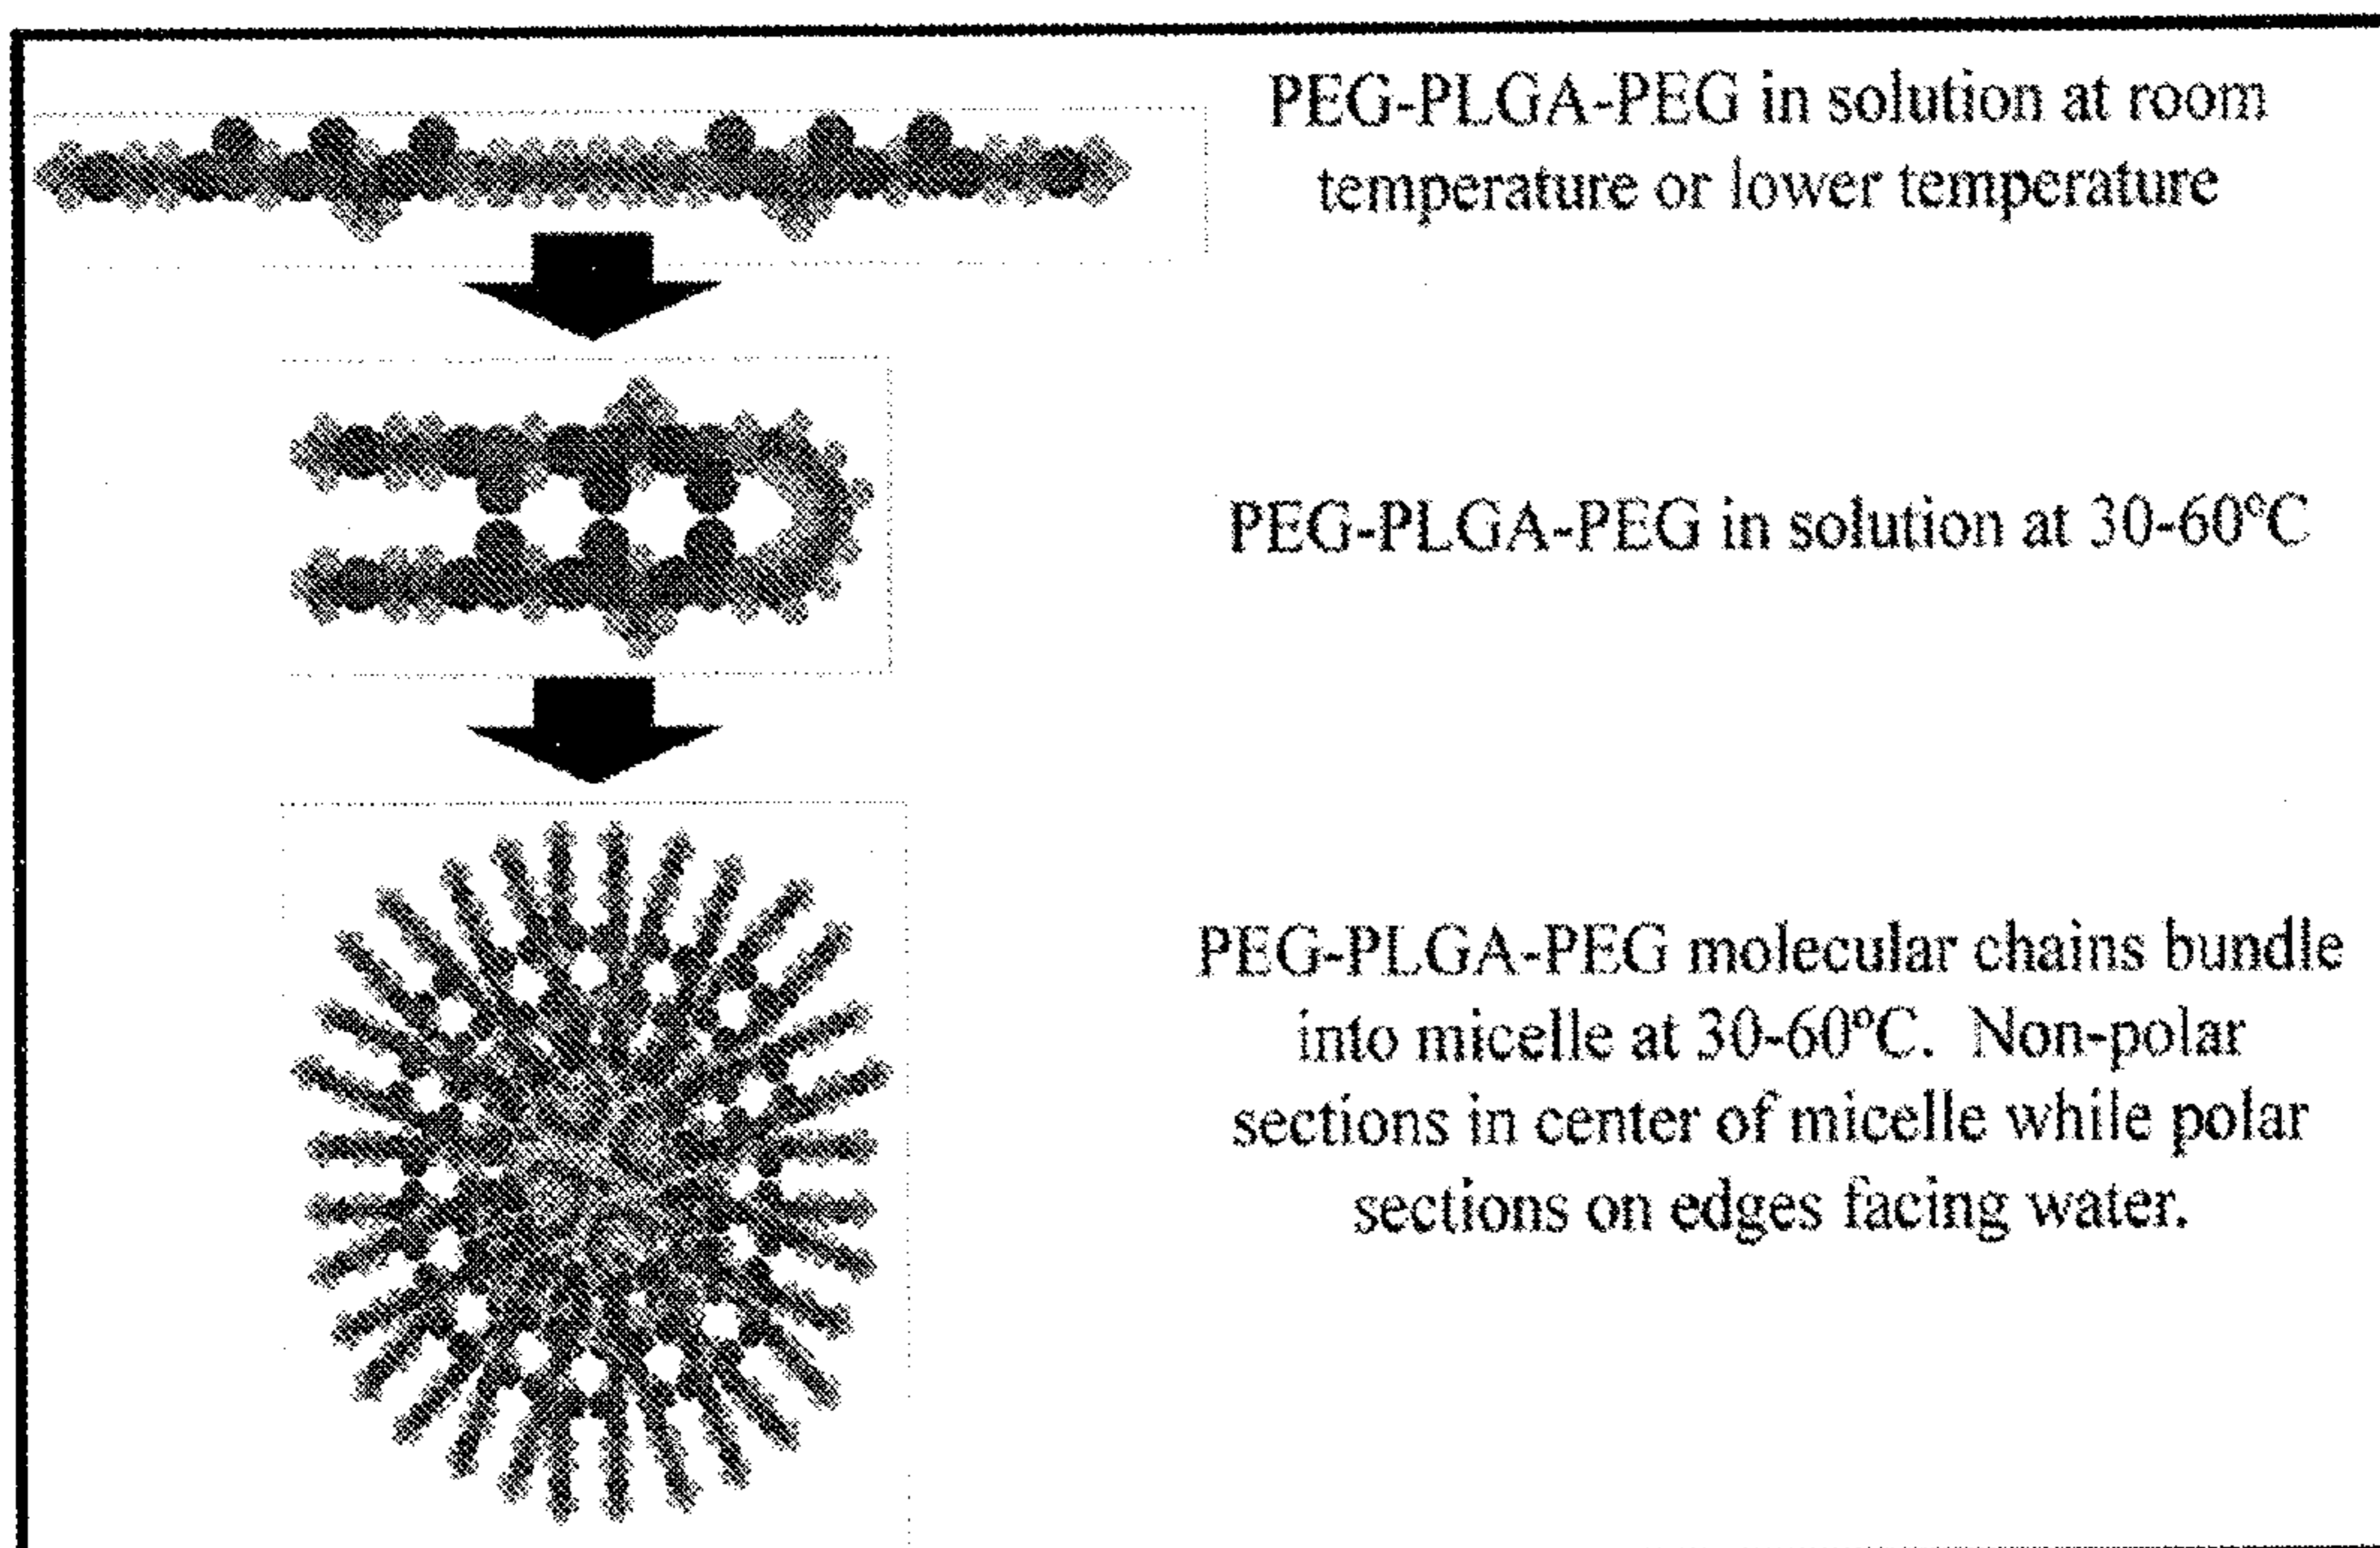 PEG-PLGA-PEG in solution at room
temperature or lower temperature
PEG-PLGA-PEG in solution at 30-60ºC
PEG-PLGA-PEG molecular chains bundle
into micelle at 30-60ºC. Non-polar
sections in center of micelle while polar
sections on edges facing water.